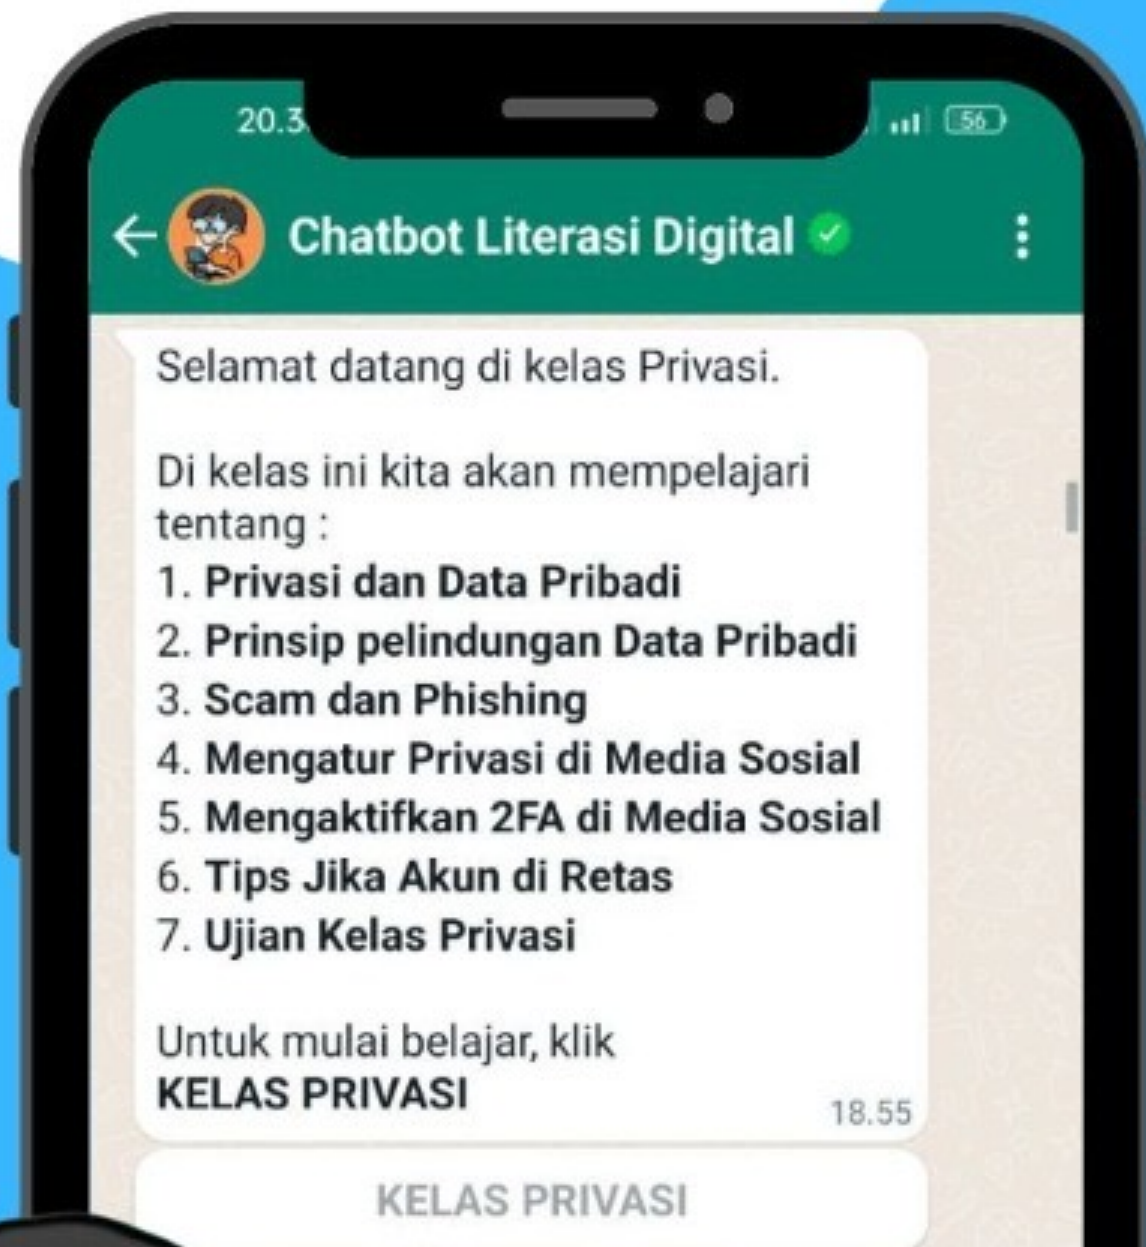 56
Chatbot Literasi Digital
Selamat datang di kelas Privasi.
Di kelas ini kita akan mempelajari
tentang :
1. Privasi dan Data Pribadi
2. Prinsip pelindungan Data Pribadi
3. Scam dan Phishing
4. Mengatur Privasi di Media Sosial
5. Mengaktifkan 2FA di Media Sosial
6. Tips Jika Akun di Retas
7. Ujian Kelas Privasi
Untuk mulai belajar, klik
KELAS PRIVASI
18.55
KELAS PRIVASI